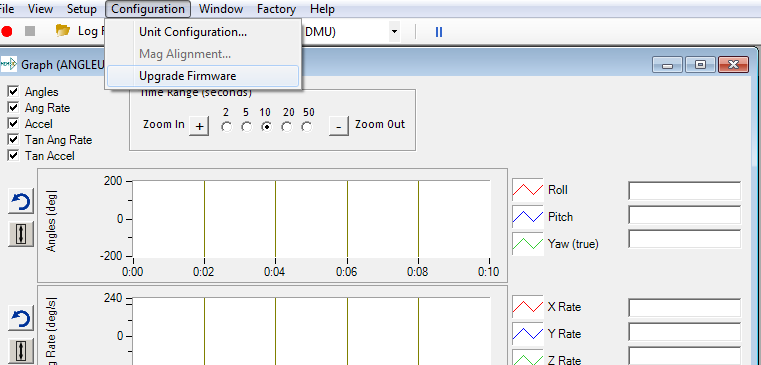 File View Setup Configuration Window Factory Help
Log F
DMU)
Unit Configuration...
Mag Alignment...
Upgrade Firmware
Graph (ANGLEU
Angles
Ang Rate
Accel
Tan Ang Rate
Tan Accel
Time Range (seconds)
2 5 10 20 50
Zoom In + - Zoom Out
Angles (deg)
200
0
-200
0:00 0:02 0:04 0:06 0:08 0:10
Roll
Pitch
Yaw (true)
g Rate (deg/s)
240
0
X Rate
Y Rate
Z Rate